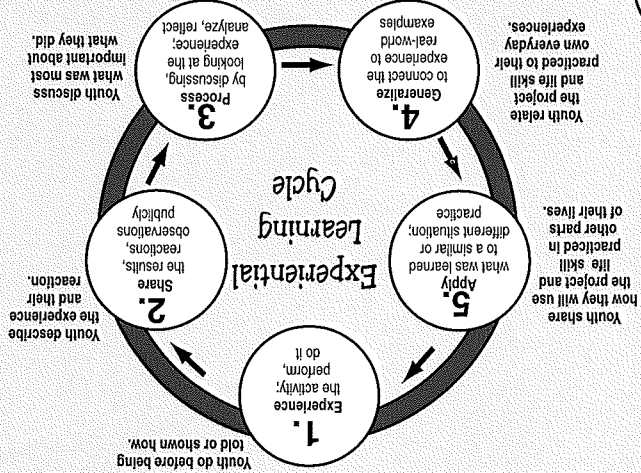 Youth do before being
told or shown how.
1.
Experience
the activity;
perform,
do it
2.
Share
the results,
reactions,
observations
publicly
Youth describe
the experience
and their
reaction.
3.
Process
by discussing,
looking at the
experience;
analyze, reflect
Youth discuss
what was most
important about
what they did.
4.
Generalize
to connect the
experience to
real-world
examples
Youth relate
the project
and life skill
practiced to their
own everyday
experiences.
5.
Apply
what was learned
to a similar or
different situation;
practice
Youth share
how they will use
the project and
life skill
practiced in
other parts
of their lives.
Experiential
Learning
Cycle